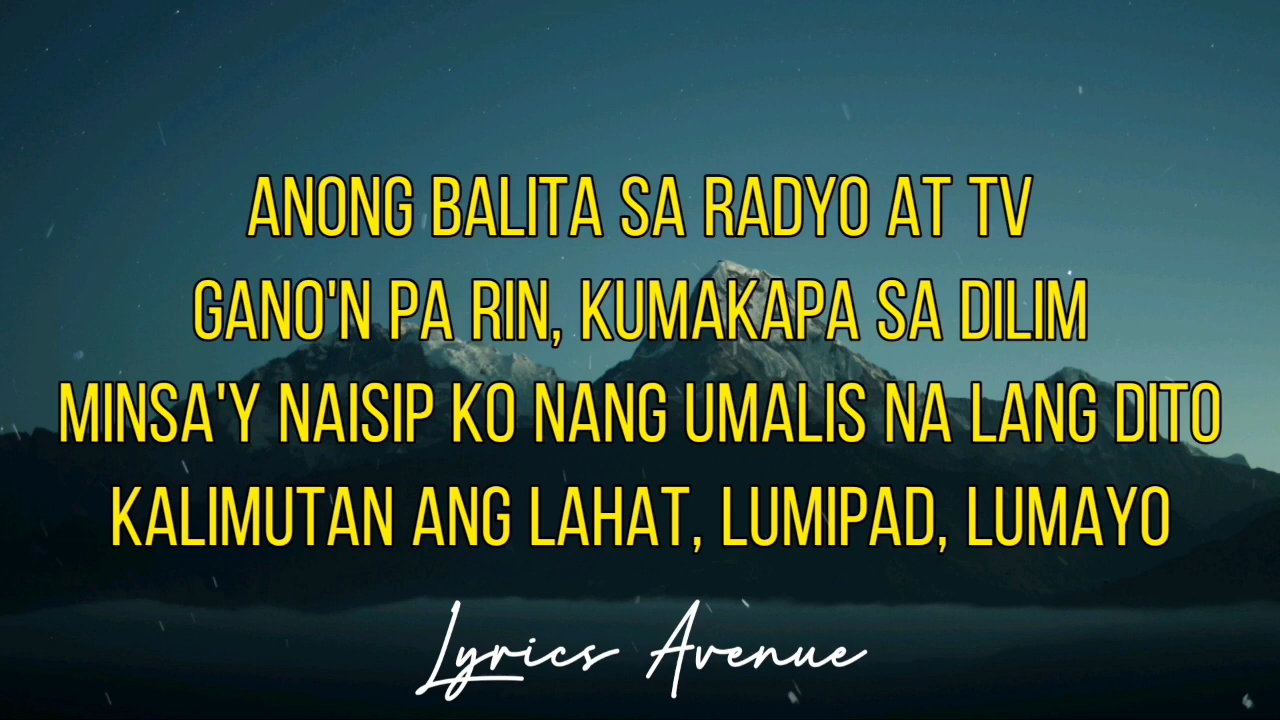 ANONG BALITA SA RADYO AT TV
GANO'N PA RIN, KUMAKAPA SA DILIM
MINSA'Y NAISIP KO NANG UMALIS NA LANG DITO
KALIMUTAN ANG LAHAT, LUMIPAD, LUMAYO
Lyrics Avenue